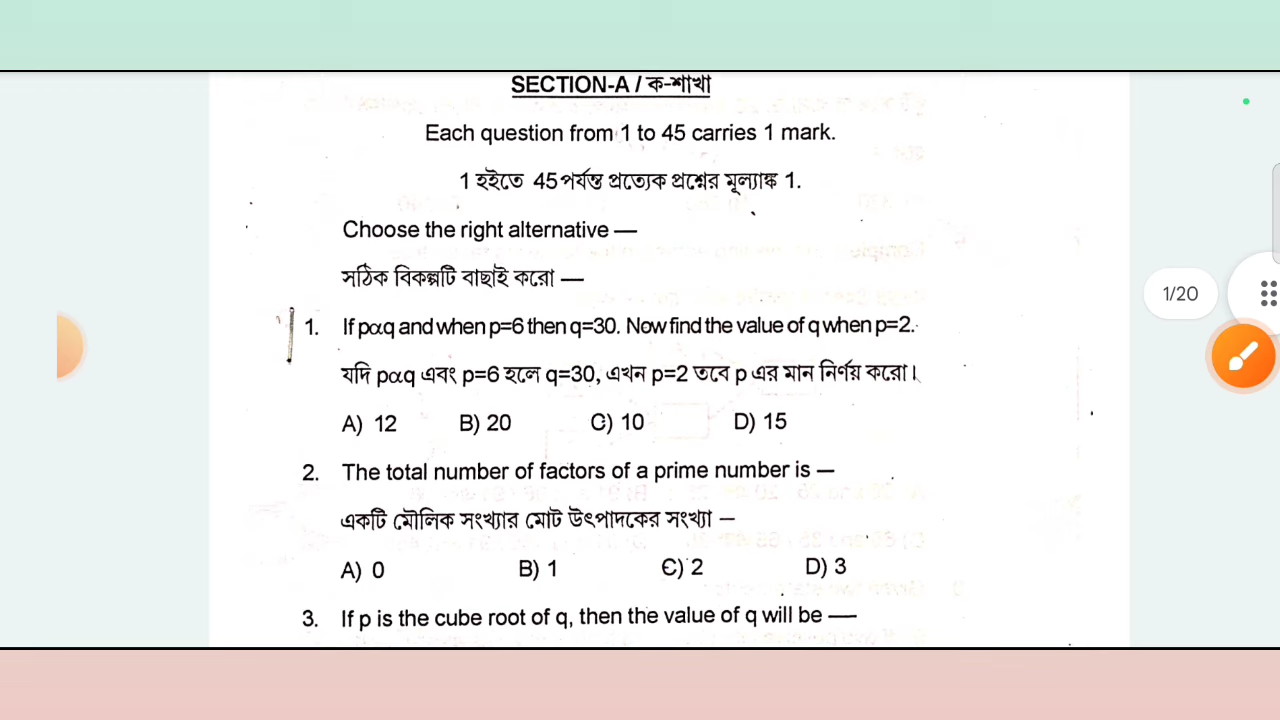 SECTION-A / ক-শাখা
Each question from 1 to 45 carries 1 mark.
1 হইতে 45 পর্যন্ত প্রত্যেক প্রশ্নের মূল্যাঙ্ক 1.
Choose the right alternative —
সঠিক বিকল্পটি বাছাই করো —
1. If pαq and when p=6 then q=30. Now find the value of q when p=2.
যদি pαq এবং p=6 হলে q=30, এখন p=2 তবে p এর মান নির্ণয় করো।
A) 12 B) 20 C) 10 D) 15
2. The total number of factors of a prime number is —
একটি মৌলিক সংখ্যার মোট উৎপাদকের সংখ্যা —
A) 0 B) 1 C) 2 D) 3
3. If p is the cube root of q, then the value of q will be —
1/20